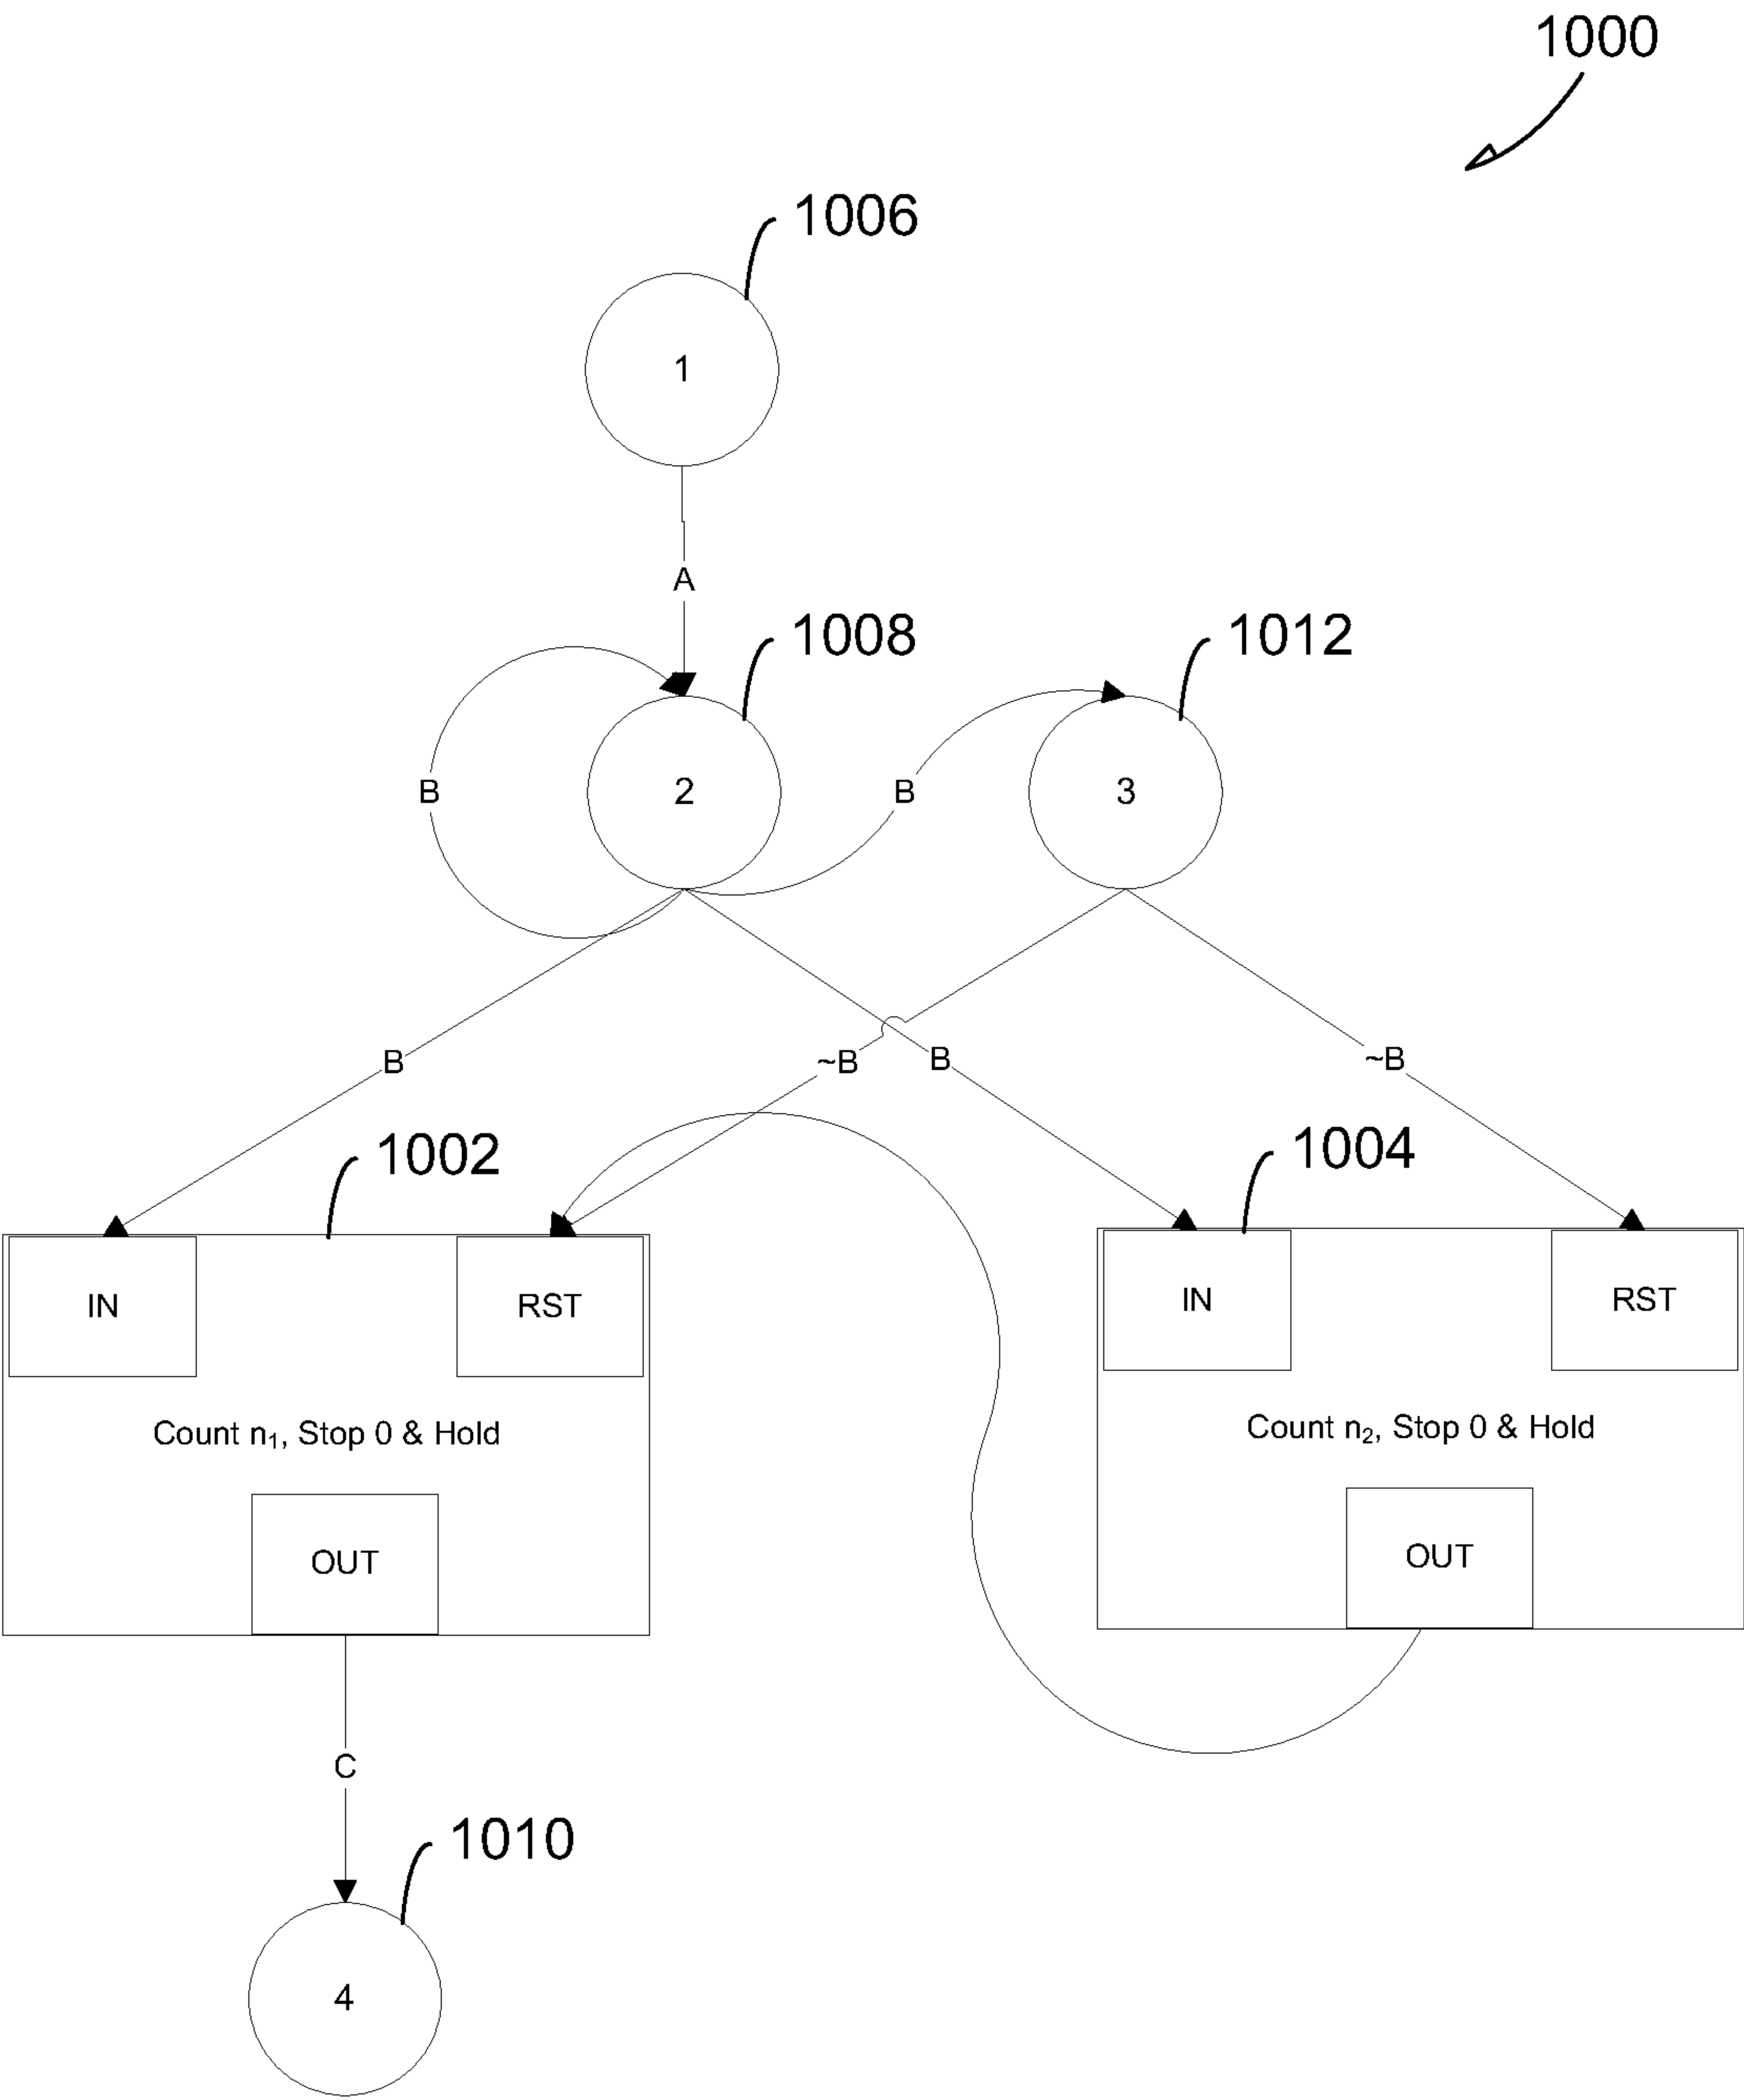 1000
1006
1
A
1008
1012
B
2
B
3
B
~B
B
~B
1002
1004
IN
RST
IN
RST
Count n₁, Stop 0 & Hold
Count n₂, Stop 0 & Hold
OUT
OUT
C
1010
4